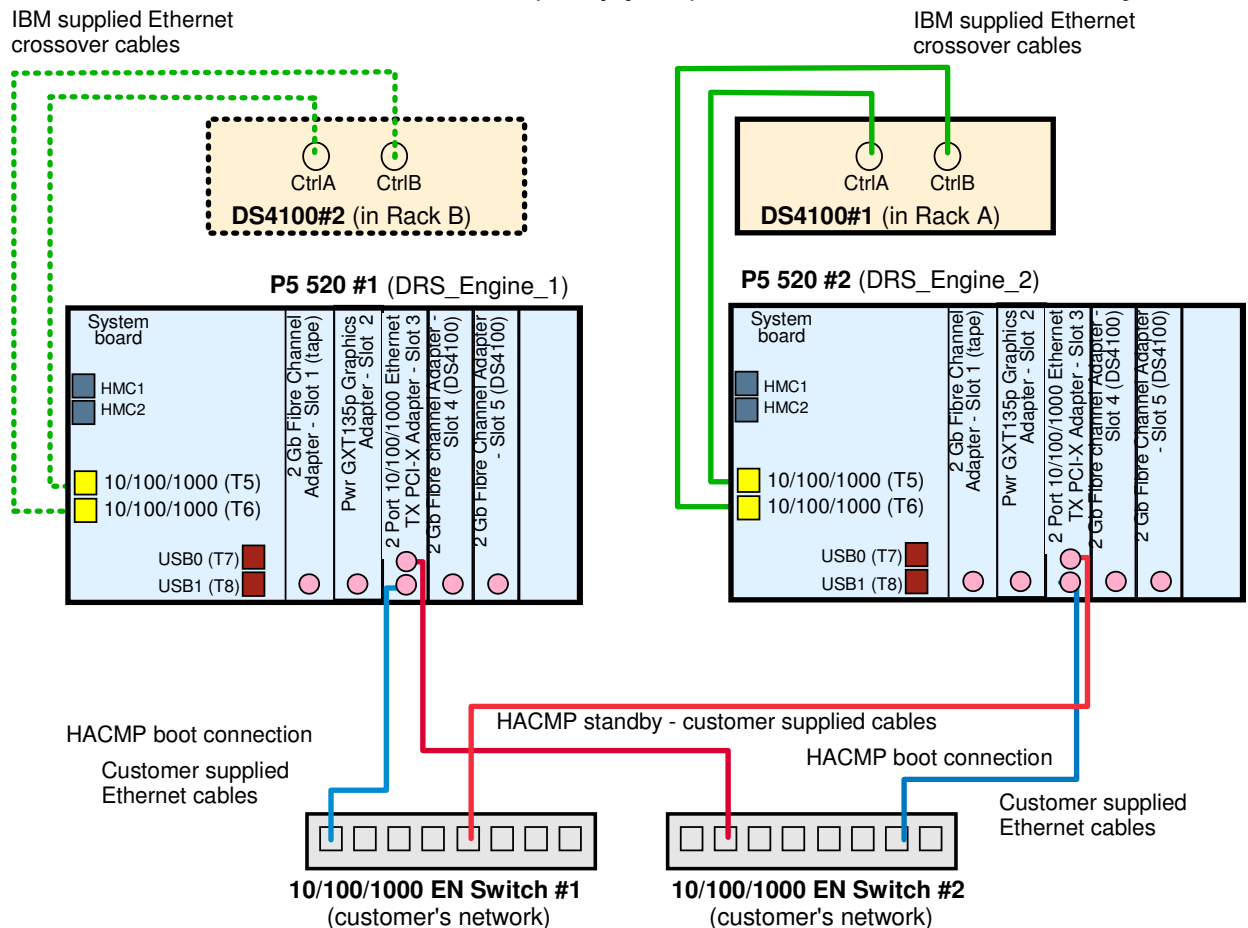 IBM supplied Ethernet
crossover cables
IBM supplied Ethernet
crossover cables
CtrlA
CtrlB
DS4100#2 (in Rack B)
CtrlA
CtrlB
DS4100#1 (in Rack A)
P5 520 #1 (DRS_Engine_1)
P5 520 #2 (DRS_Engine_2)
System
board
HMC1
HMC2
10/100/1000 (T5)
10/100/1000 (T6)
USB0 (T7)
USB1 (T8)
2 Gb Fibre Channel
Adapter - Slot 1 (tape)
Pwr GXT135p Graphics
Adapter - Slot 2
2 Port 10/100/1000 Ethernet
TX PCI-X Adapter - Slot 3
2 Gb Fibre channel Adapter -
Slot 4 (DS4100)
2 Gb Fibre Channel Adapter
- Slot 5 (DS4100)
System
board
HMC1
HMC2
10/100/1000 (T5)
10/100/1000 (T6)
USB0 (T7)
USB1 (T8)
2 Gb Fibre Channel
Adapter - Slot 1 (tape)
Pwr GXT135p Graphics
Adapter - Slot 2
2 Port 10/100/1000 Ethernet
TX PCI-X Adapter - Slot 3
2 Gb Fibre channel Adapter -
Slot 4 (DS4100)
2 Gb Fibre Channel Adapter
- Slot 5 (DS4100)
HACMP standby - customer supplied cables
HACMP boot connection
HACMP boot connection
Customer supplied
Ethernet cables
Customer supplied
Ethernet cables
10/100/1000 EN Switch #1
(customer's network)
10/100/1000 EN Switch #2
(customer's network)